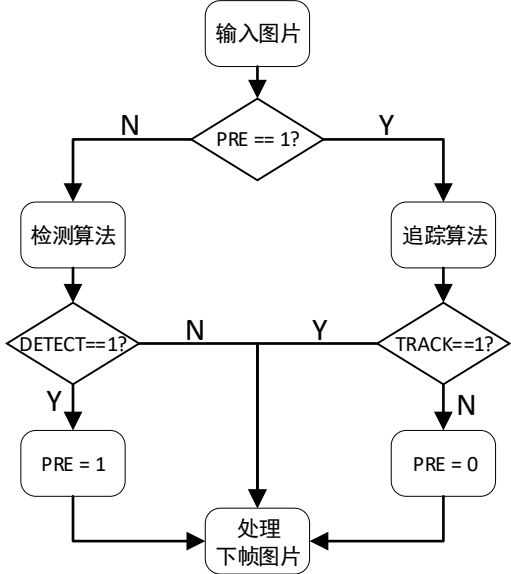 输入图片
N
PRE == 1?
Y
检测算法
追踪算法
DETECT==1?
N
Y
TRACK==1?
Y
N
PRE = 1
PRE = 0
处理
下帧图片